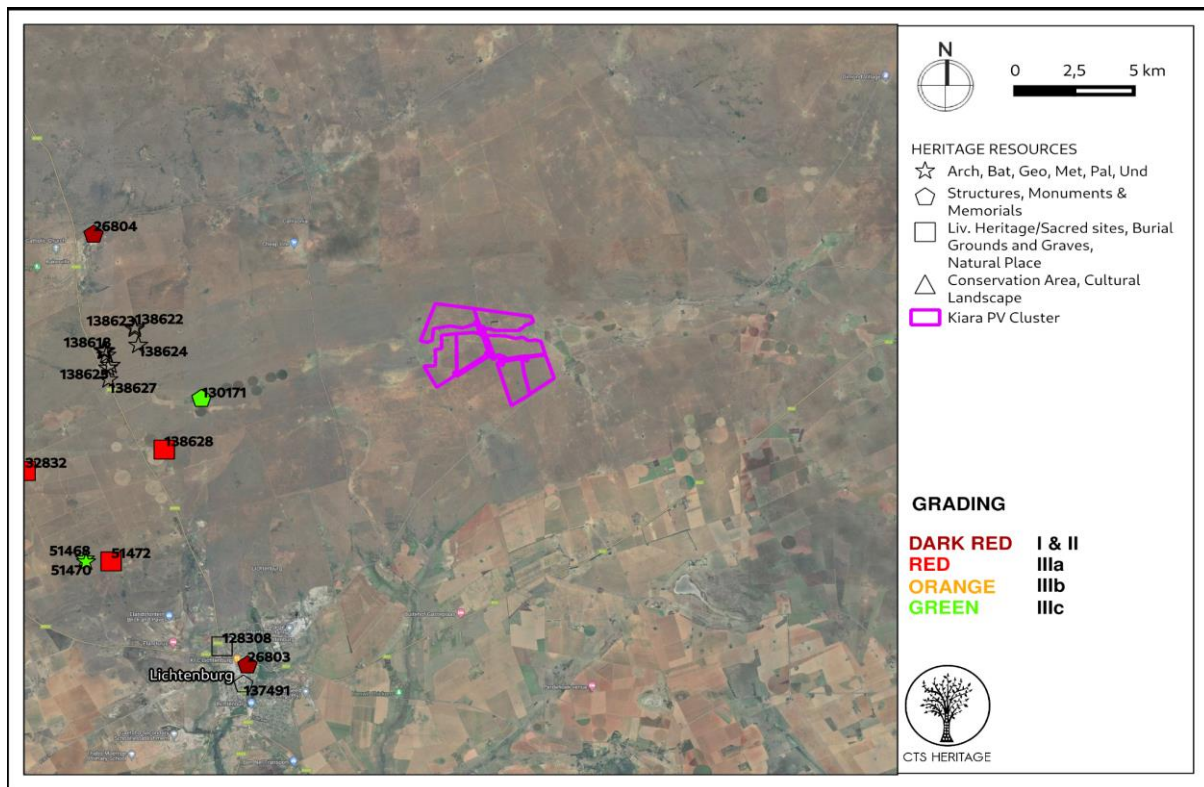 26804
138623 138622
138618
138624
138625
138627
130171
138628
32832
51468
51470
51472
128308
26803
Lichtenburg
137491
Lichtenburg
N
0 2,5 5 km
HERITAGE RESOURCES
Arch, Bat, Geo, Met, Pal, Und
Structures, Monuments &
Memorials
Liv. Heritage/Sacred sites, Burial
Grounds and Graves,
Natural Place
Conservation Area, Cultural
Landscape
Kiara PV Cluster
GRADING
DARK RED I & II
RED IIIa
ORANGE IIIb
GREEN IIIc
CTS HERITAGE